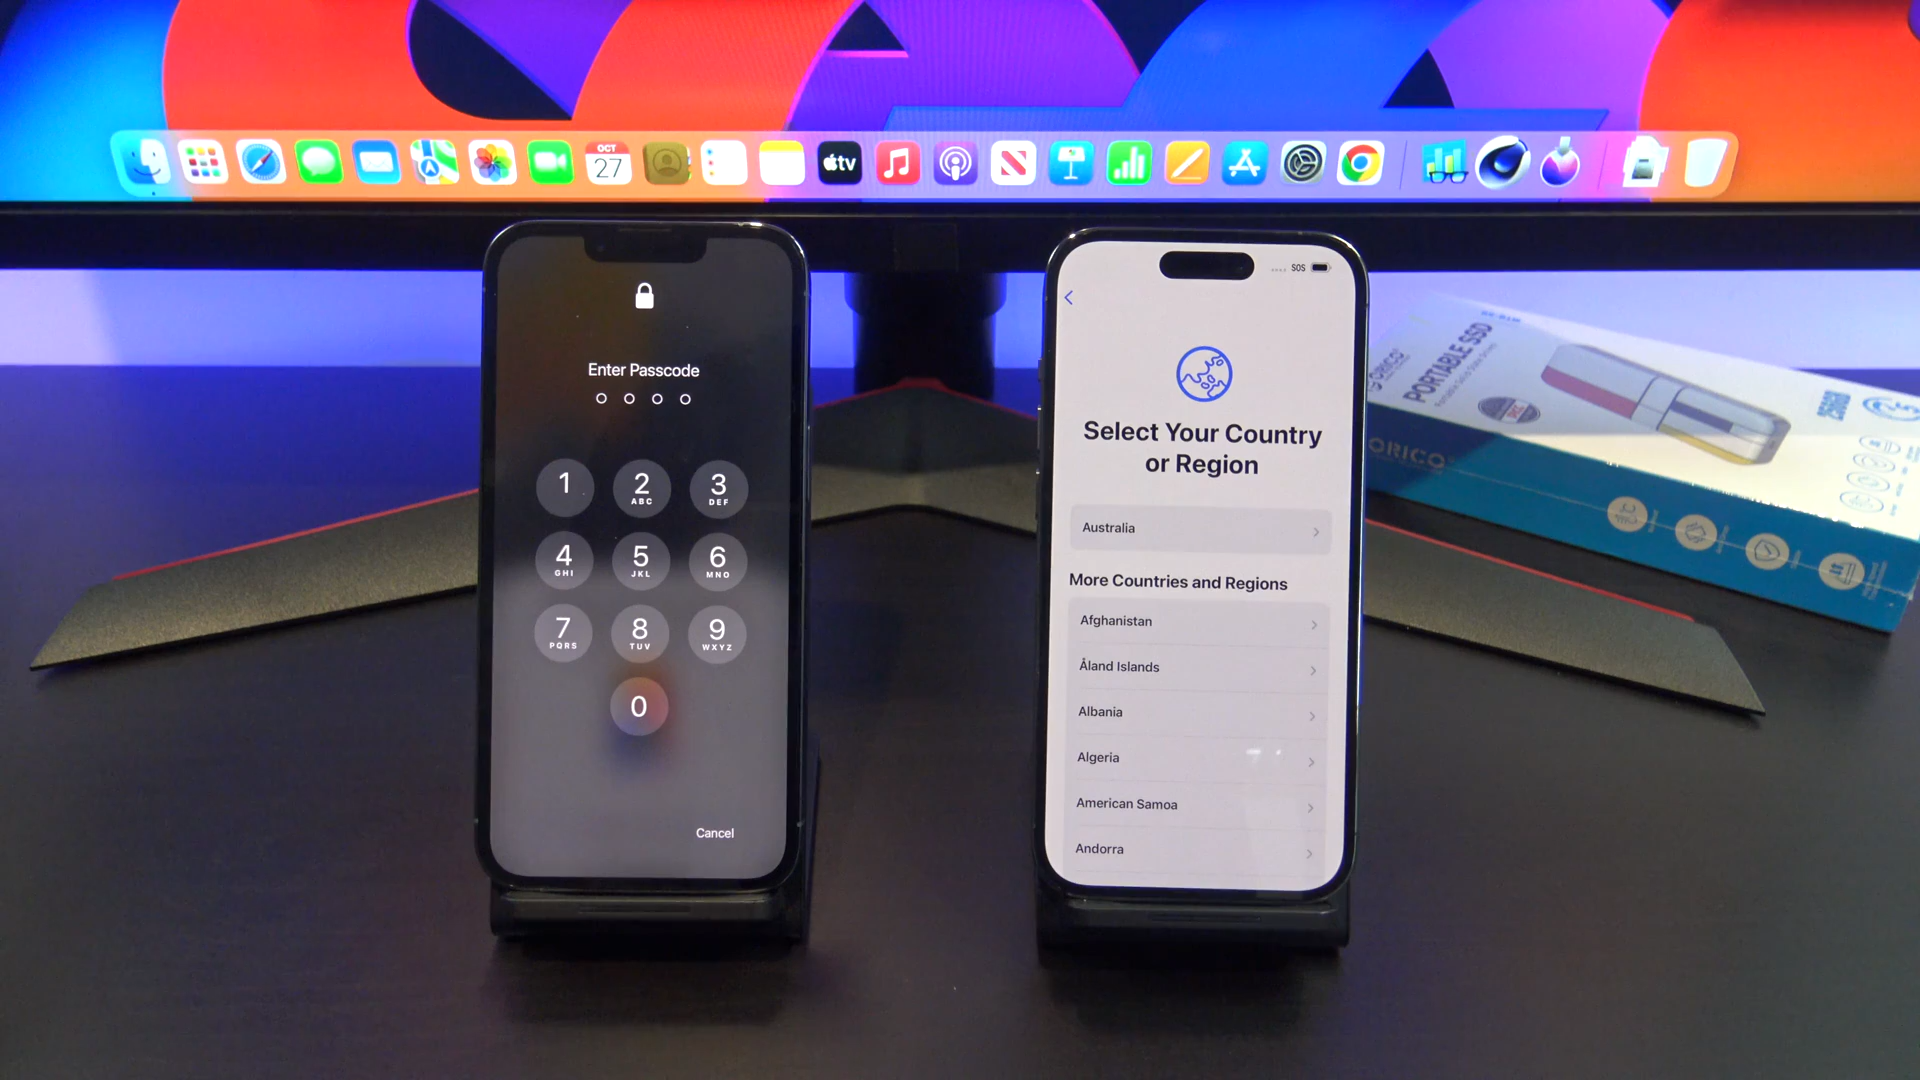 OCT
27
tv
Enter Passcode
1
2
ABC
3
DEF
4
GHI
5
JKL
6
MNO
7
PQRS
8
TUV
9
WXYZ
0
Cancel
SOS
Select Your Country
or Region
Australia
More Countries and Regions
Afghanistan
Åland Islands
Albania
Algeria
American Samoa
Andorra
ORICO
PORTABLE SSD
256GB
ORICO